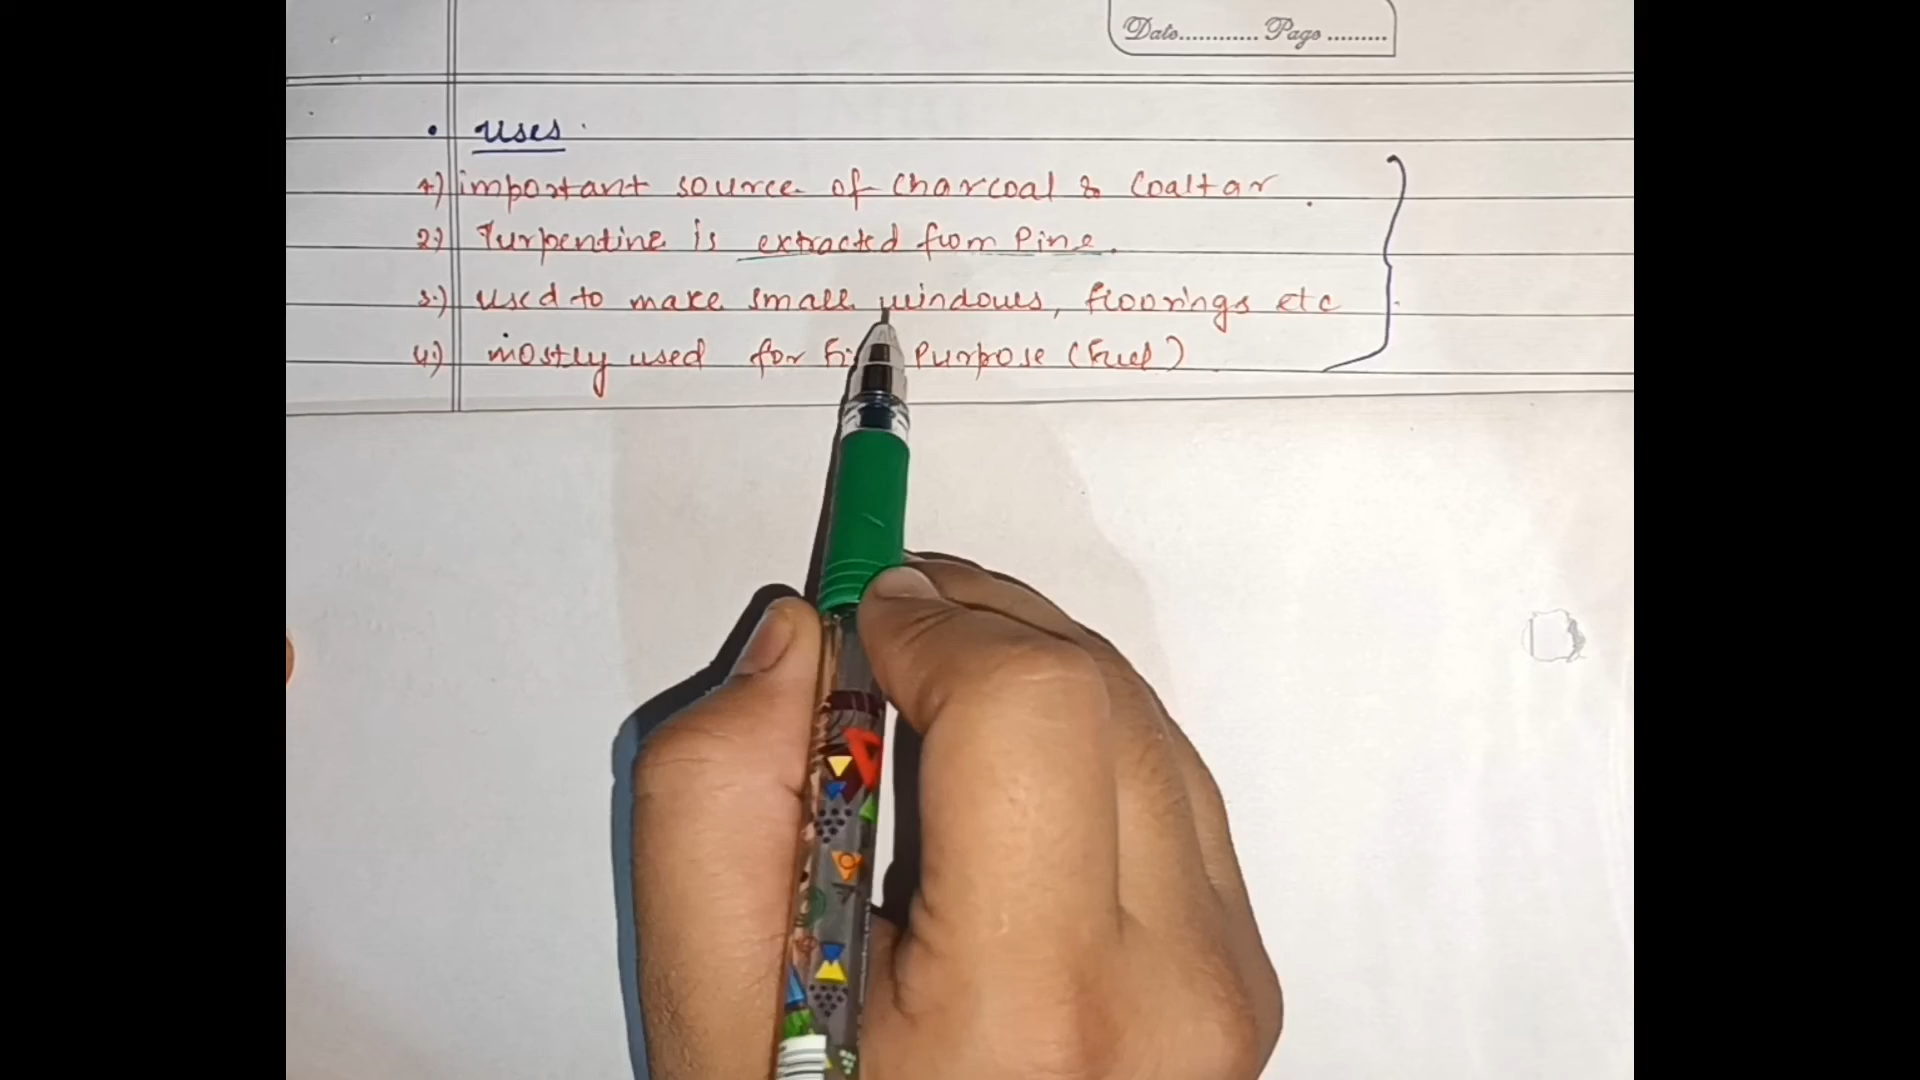 Date............ Page .........
• uses.
1.) important source of charcoal & Coaltar.
2.) Turpentine is extracted from Pine.
3.) used to make small windows, floorings etc
4.) mostly used for Purpose (Fuel)